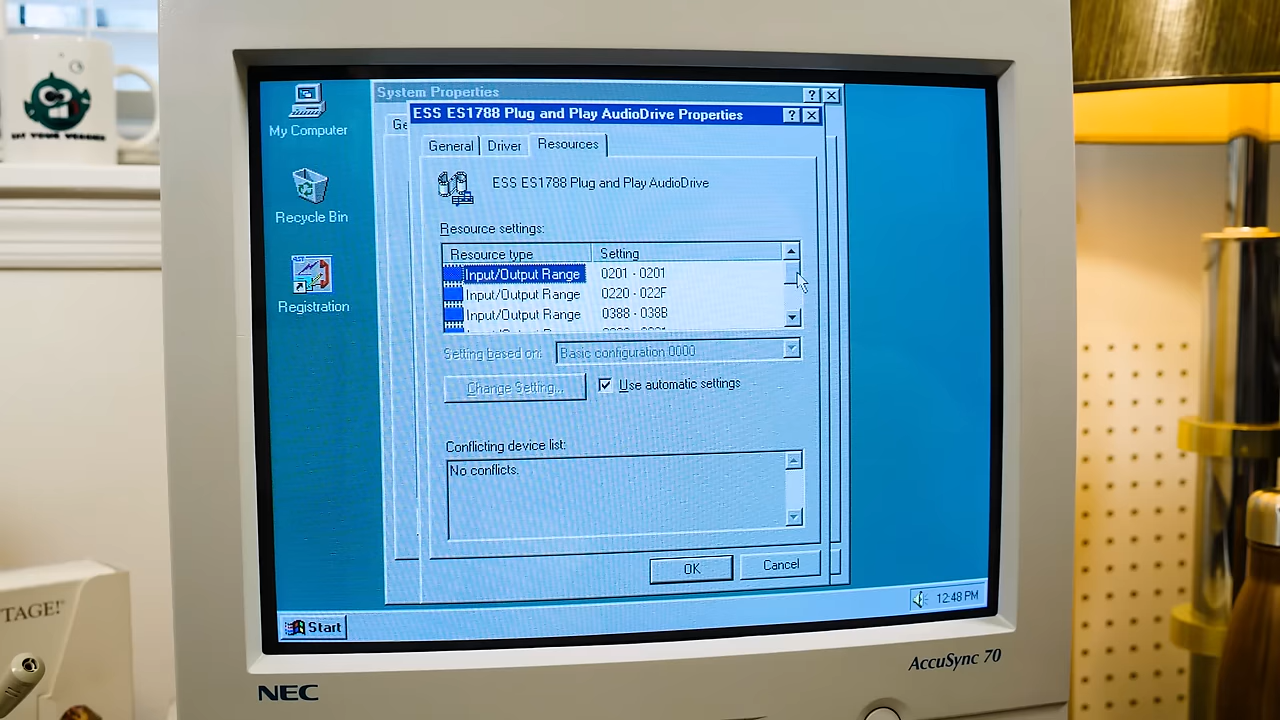 System Properties
Ge
ESS ES1788 Plug and Play AudioDrive Properties
General
Driver
Resources
ESS ES1788 Plug and Play AudioDrive
Resource settings:
Resource type
Setting
Input/Output Range
0201 - 0201
Input/Output Range
0220 - 022F
Input/Output Range
0388 - 038B
Setting based on:
Basic configuration 0000
Change Setting...
Use automatic settings
Conflicting device list:
No conflicts.
OK
Cancel
My Computer
Recycle Bin
Registration
Start
12:48 PM
NEC
AccuSync 70
TAGE!"